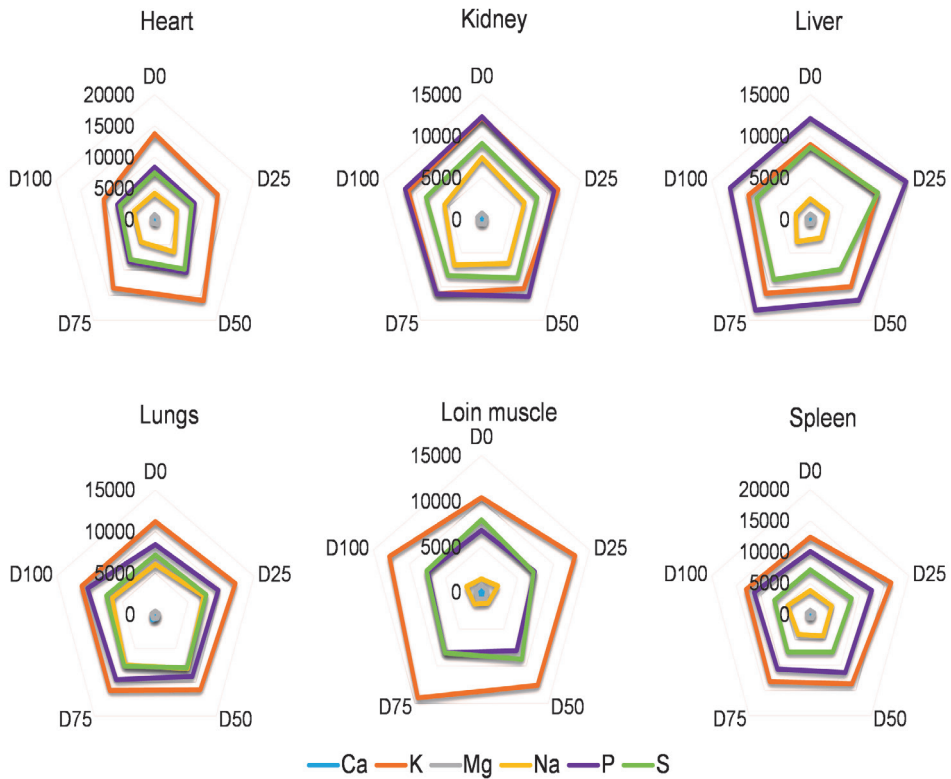 Heart
D0
20000
15000
10000
5000
0
D100
D25
D75
D50
Kidney
D0
15000
10000
5000
0
D100
D25
D75
D50
Liver
D0
15000
10000
5000
0
D100
D25
D75
D50
Lungs
D0
15000
10000
5000
0
D100
D25
D75
D50
Loin muscle
D0
15000
10000
5000
0
D100
D25
D75
D50
Spleen
D0
20000
15000
10000
5000
0
D100
D25
D75
D50
Ca K Mg Na P S